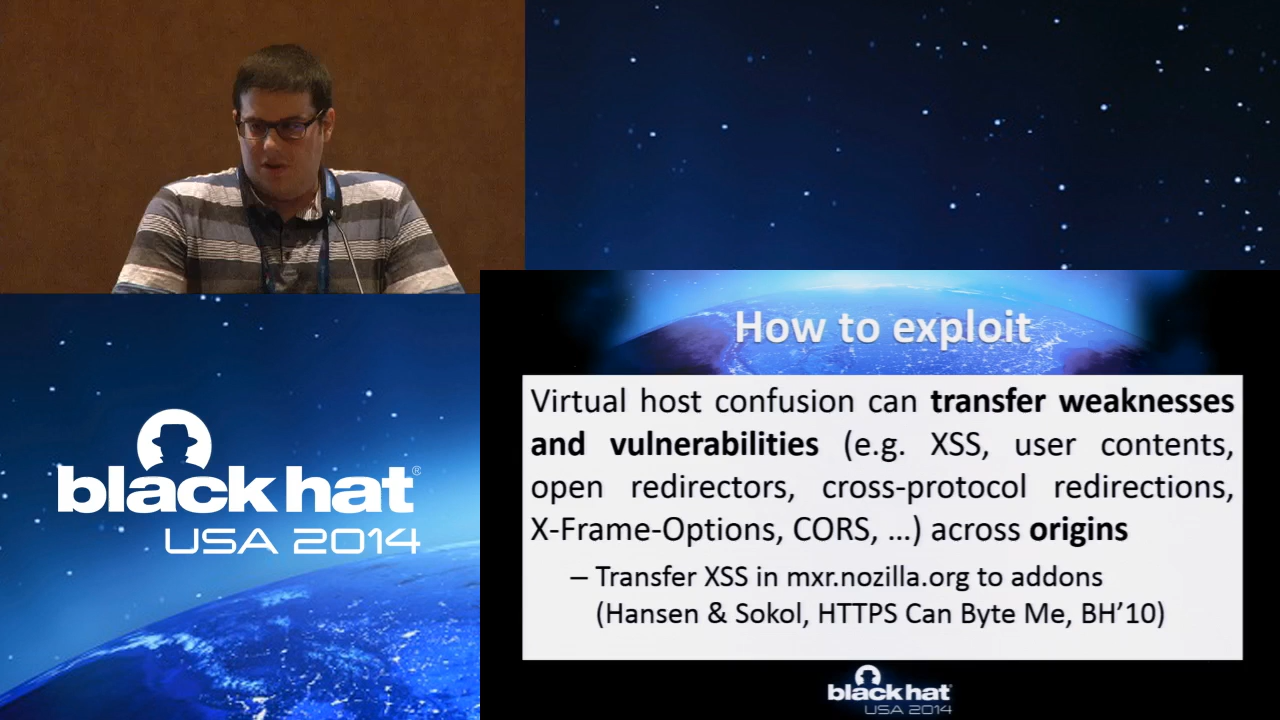 How to exploit
Virtual host confusion can transfer weaknesses
and vulnerabilities (e.g. XSS, user contents,
open redirectors, cross-protocol redirections,
X-Frame-Options, CORS, ...) across origins
– Transfer XSS in mxr.nozilla.org to addons
(Hansen & Sokol, HTTPS Can Byte Me, BH’10)
black hat®
USA 2014
black hat
USA 2014